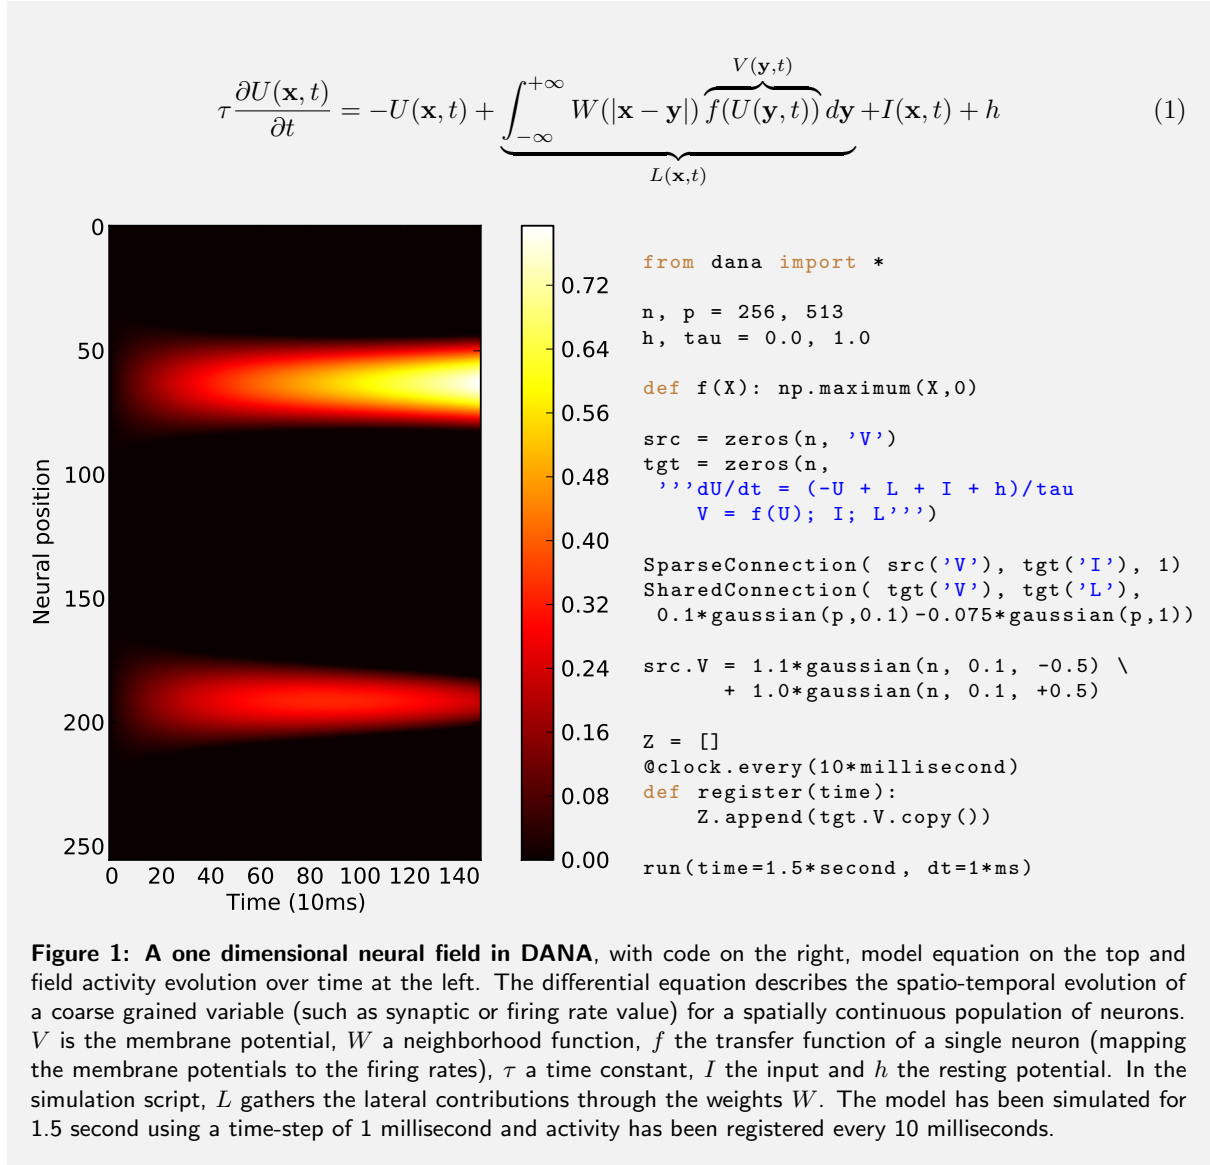 τ ∂U(x, t)/∂t = −U(x, t) + ∫_{−∞}^{+∞} W(|x − y|) f(U(y, t)) dy + I(x, t) + h (1)
V(y,t)
L(x,t)
0
50
100
150
200
250
Neural position
0 20 40 60 80 100 120 140
Time (10ms)
0.72
0.64
0.56
0.48
0.40
0.32
0.24
0.16
0.08
0.00
from dana import *
n, p = 256, 513
h, tau = 0.0, 1.0
def f(X): np.maximum(X,0)
src = zeros(n, ’V’)
tgt = zeros(n,
’’’dU/dt = (-U + L + I + h)/tau
V = f(U); I; L’’’)
SparseConnection( src(’V’), tgt(’I’), 1)
SharedConnection( tgt(’V’), tgt(’L’),
0.1*gaussian(p,0.1)-0.075*gaussian(p,1))
src.V = 1.1*gaussian(n, 0.1, -0.5) \
+ 1.0*gaussian(n, 0.1, +0.5)
Z = []
@clock.every(10*millisecond)
def register(time):
Z.append(tgt.V.copy())
run(time=1.5*second, dt=1*ms)
Figure 1: A one dimensional neural field in DANA, with code on the right, model equation on the top and
field activity evolution over time at the left. The differential equation describes the spatio-temporal evolution of
a coarse grained variable (such as synaptic or firing rate value) for a spatially continuous population of neurons.
V is the membrane potential, W a neighborhood function, f the transfer function of a single neuron (mapping
the membrane potentials to the firing rates), τ a time constant, I the input and h the resting potential. In the
simulation script, L gathers the lateral contributions through the weights W. The model has been simulated for
1.5 second using a time-step of 1 millisecond and activity has been registered every 10 milliseconds.